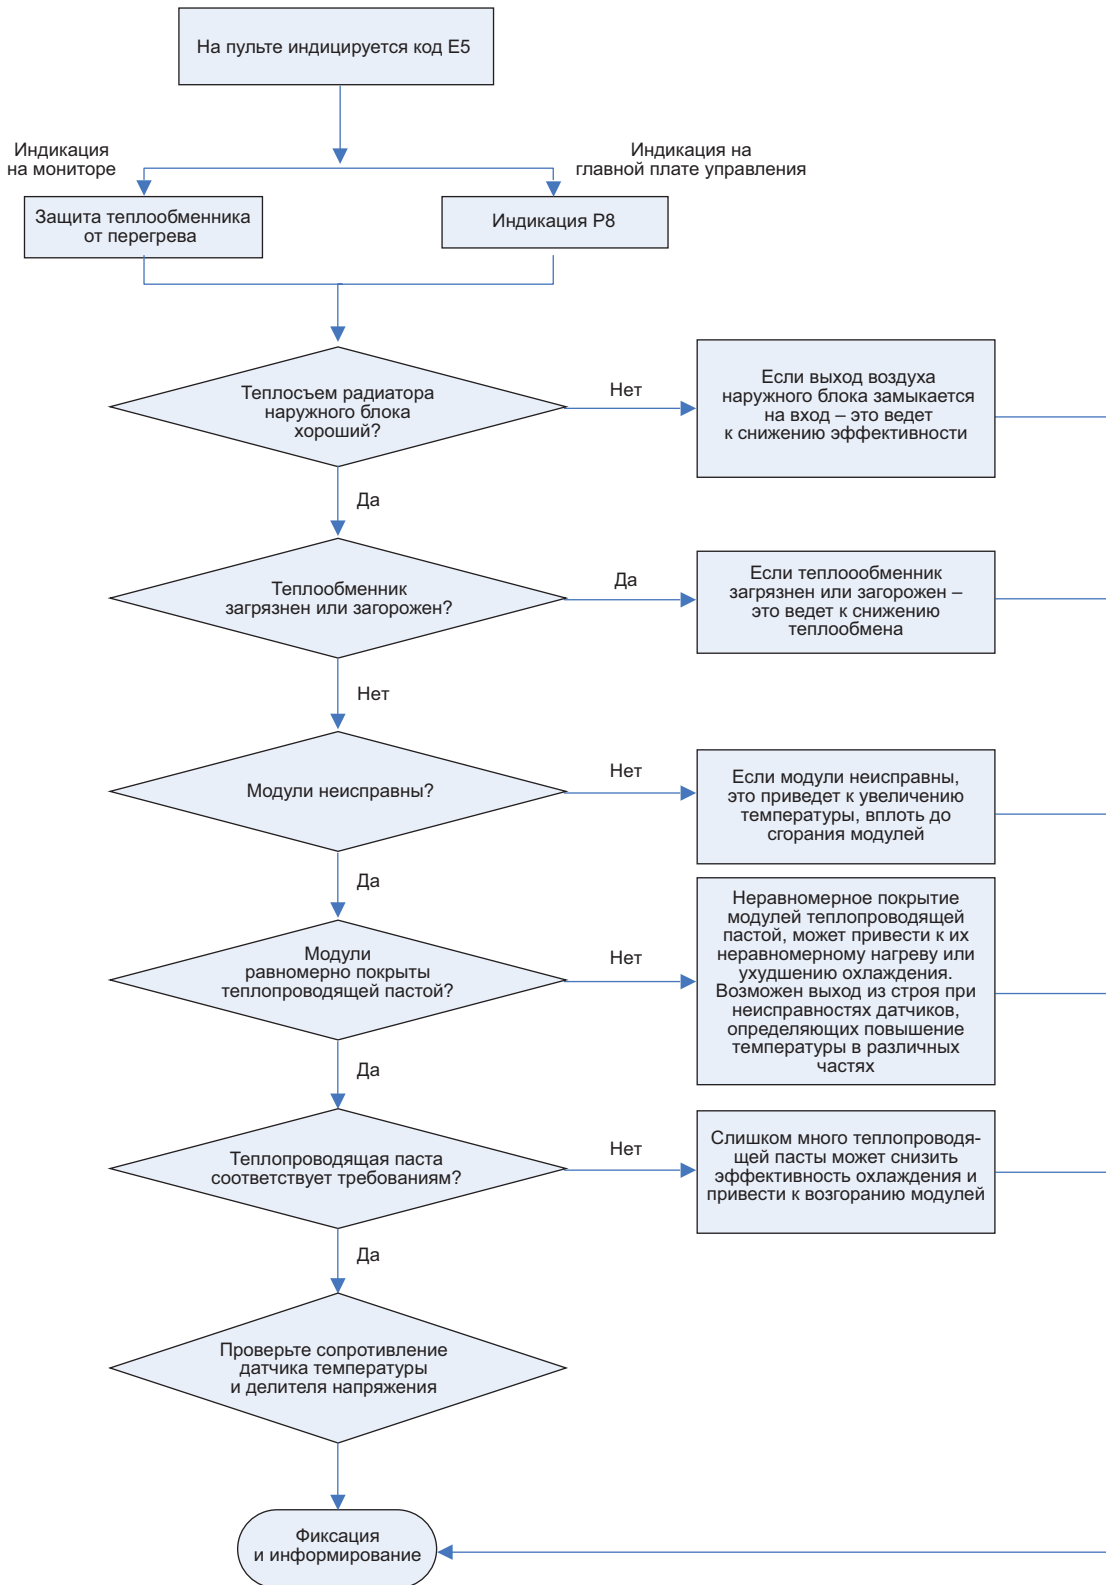 На пульте индицируется код E5
Индикация
на мониторе
Индикация на
главной плате управления
Защита теплообменника
от перегрева
Индикация P8
Теплосъем радиатора
наружного блока
хороший?
Нет
Если выход воздуха
наружного блока замыкается
на вход – это ведет
к снижению эффективности
Да
Теплообменник
загрязнен или загорожен?
Да
Если теплоообменник
загрязнен или загорожен –
это ведет к снижению
теплообмена
Нет
Модули неисправны?
Нет
Если модули неисправны,
это приведет к увеличению
температуры, вплоть до
сгорания модулей
Да
Модули
равномерно покрыты
теплопроводящей пастой?
Нет
Неравномерное покрытие
модулей теплопроводящей
пастой, может привести к их
неравномерному нагреву или
ухудшению охлаждения.
Возможен выход из строя при
неисправностях датчиков,
определяющих повышение
температуры в различных
частях
Да
Теплопроводящая паста
соответствует требованиям?
Нет
Слишком много теплопроводя-
щей пасты может снизить
эффективность охлаждения и
привести к возгоранию модулей
Да
Проверьте сопротивление
датчика температуры
и делителя напряжения
Фиксация
и информирование